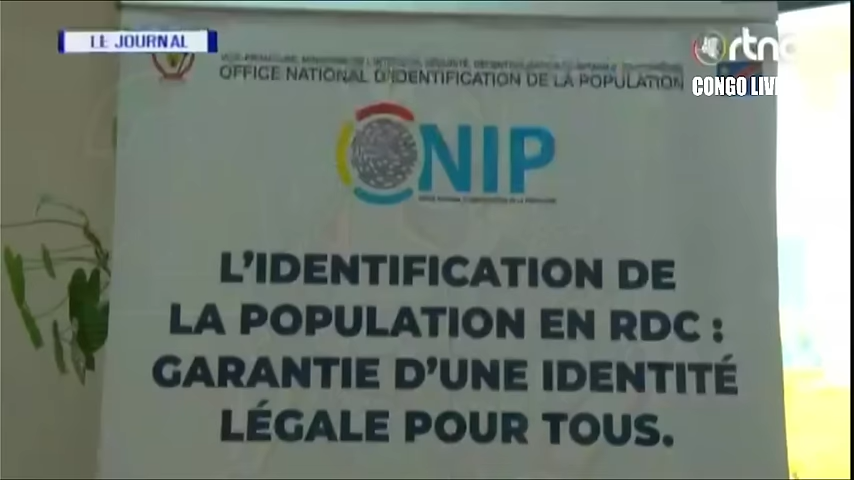 LE JOURNAL
rtnc
CONGO LIVE
OFFICE NATIONAL D'IDENTIFICATION DE LA POPULATION
ONIP
L'IDENTIFICATION DE
LA POPULATION EN RDC :
GARANTIE D'UNE IDENTITÉ
LÉGALE POUR TOUS.